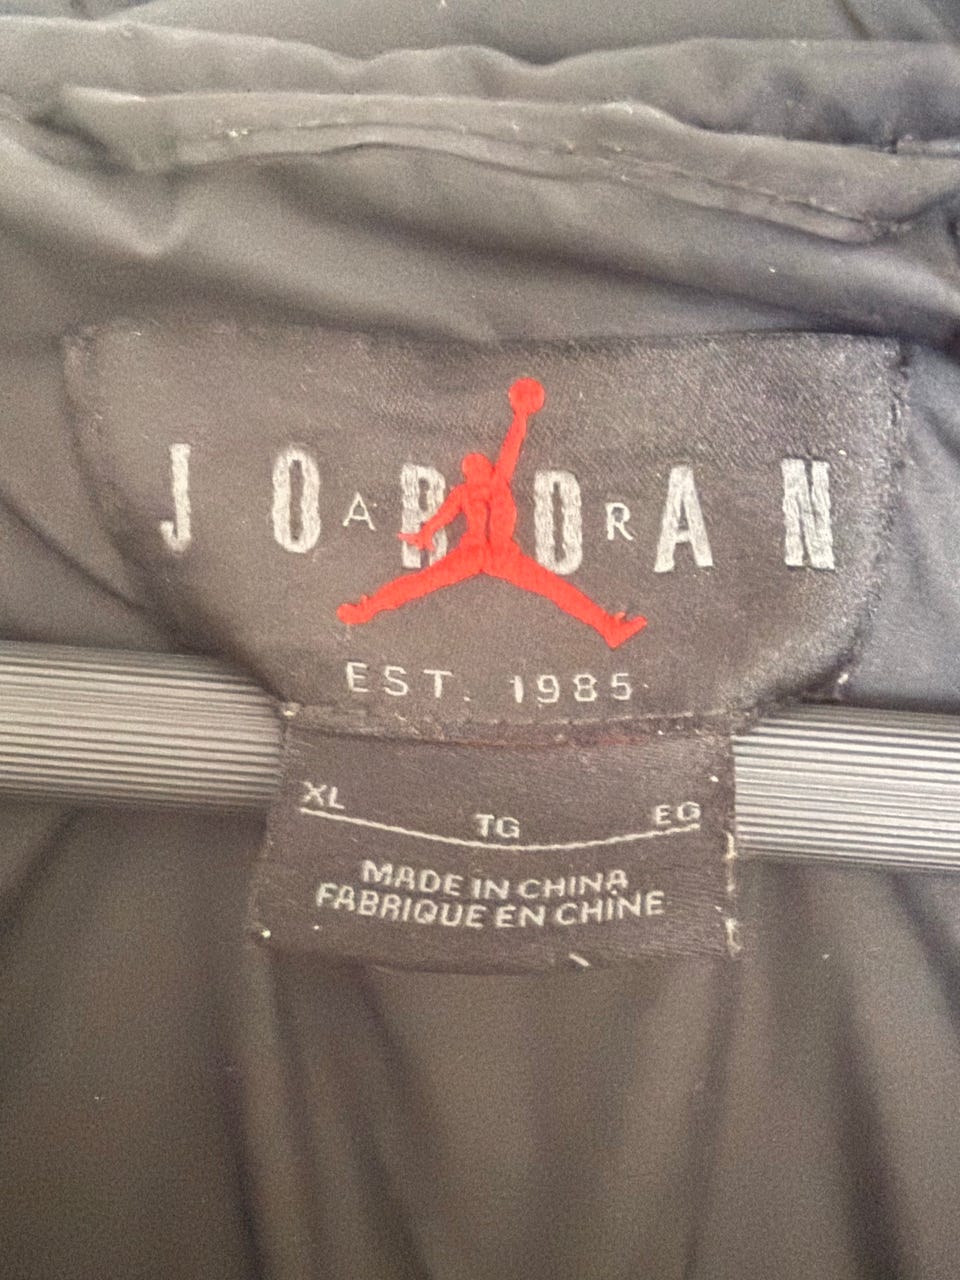 J O A R D R A N
EST. 1985
XL TG EG
MADE IN CHINA
FABRIQUE EN CHINE